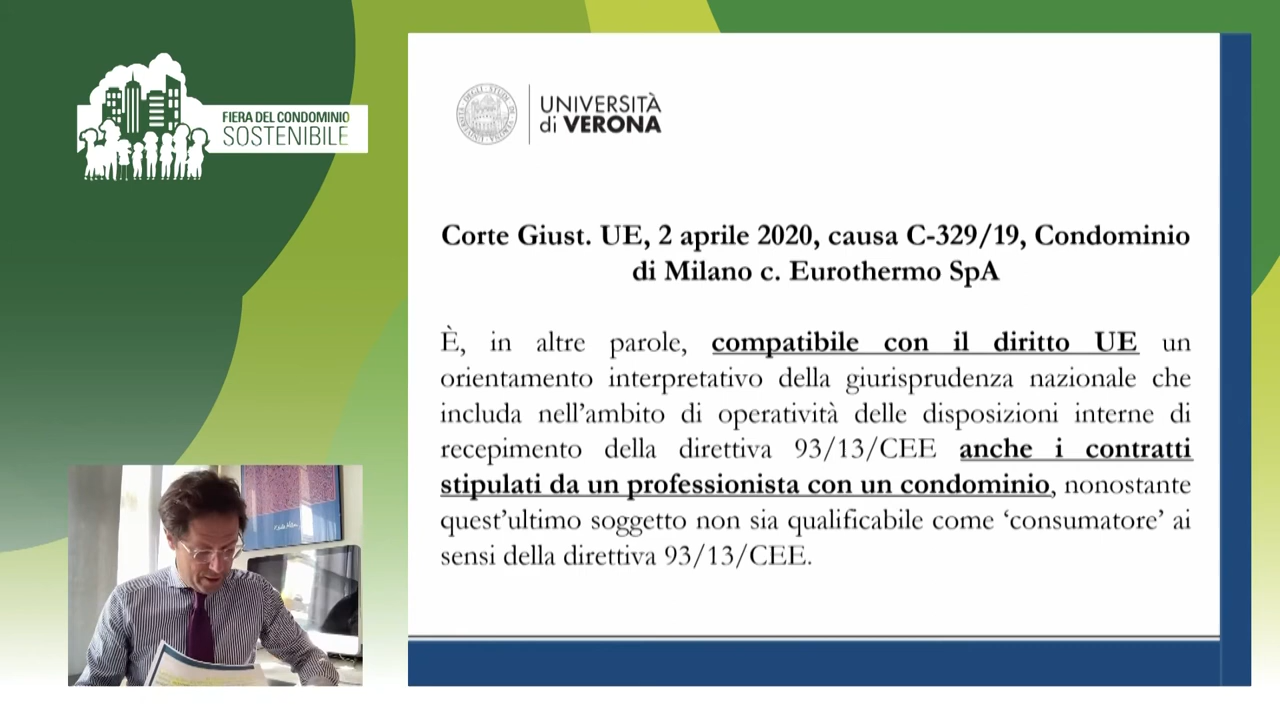 FIERA DEL CONDOMINIO
SOSTENIBILE
UNIVERSITÀ
di VERONA
Corte Giust. UE, 2 aprile 2020, causa C-329/19, Condominio
di Milano c. Eurothermo SpA
È, in altre parole, compatibile con il diritto UE un
orientamento interpretativo della giurisprudenza nazionale che
includa nell’ambito di operatività delle disposizioni interne di
recepimento della direttiva 93/13/CEE anche i contratti
stipulati da un professionista con un condominio, nonostante
quest’ultimo soggetto non sia qualificabile come ‘consumatore’ ai
sensi della direttiva 93/13/CEE.